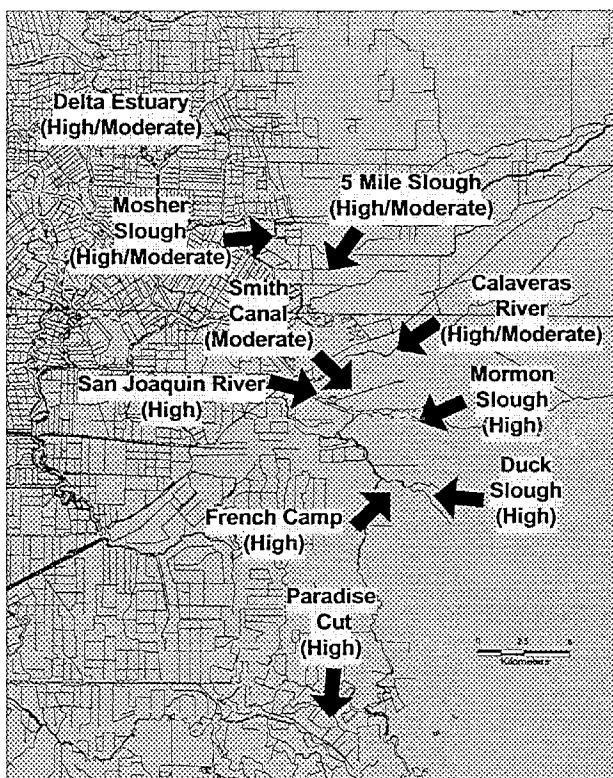 Delta Estuary
(High/Moderate)
5 Mile Slough
(High/Moderate)
Mosher
Slough
(High/Moderate)
Smith
Canal
(Moderate)
Calaveras
River
(High/Moderate)
San Joaquin River
(High)
Mormon
Slough
(High)
Duck
Slough
(High)
French Camp
(High)
Paradise
Cut
(High)
Kilometers